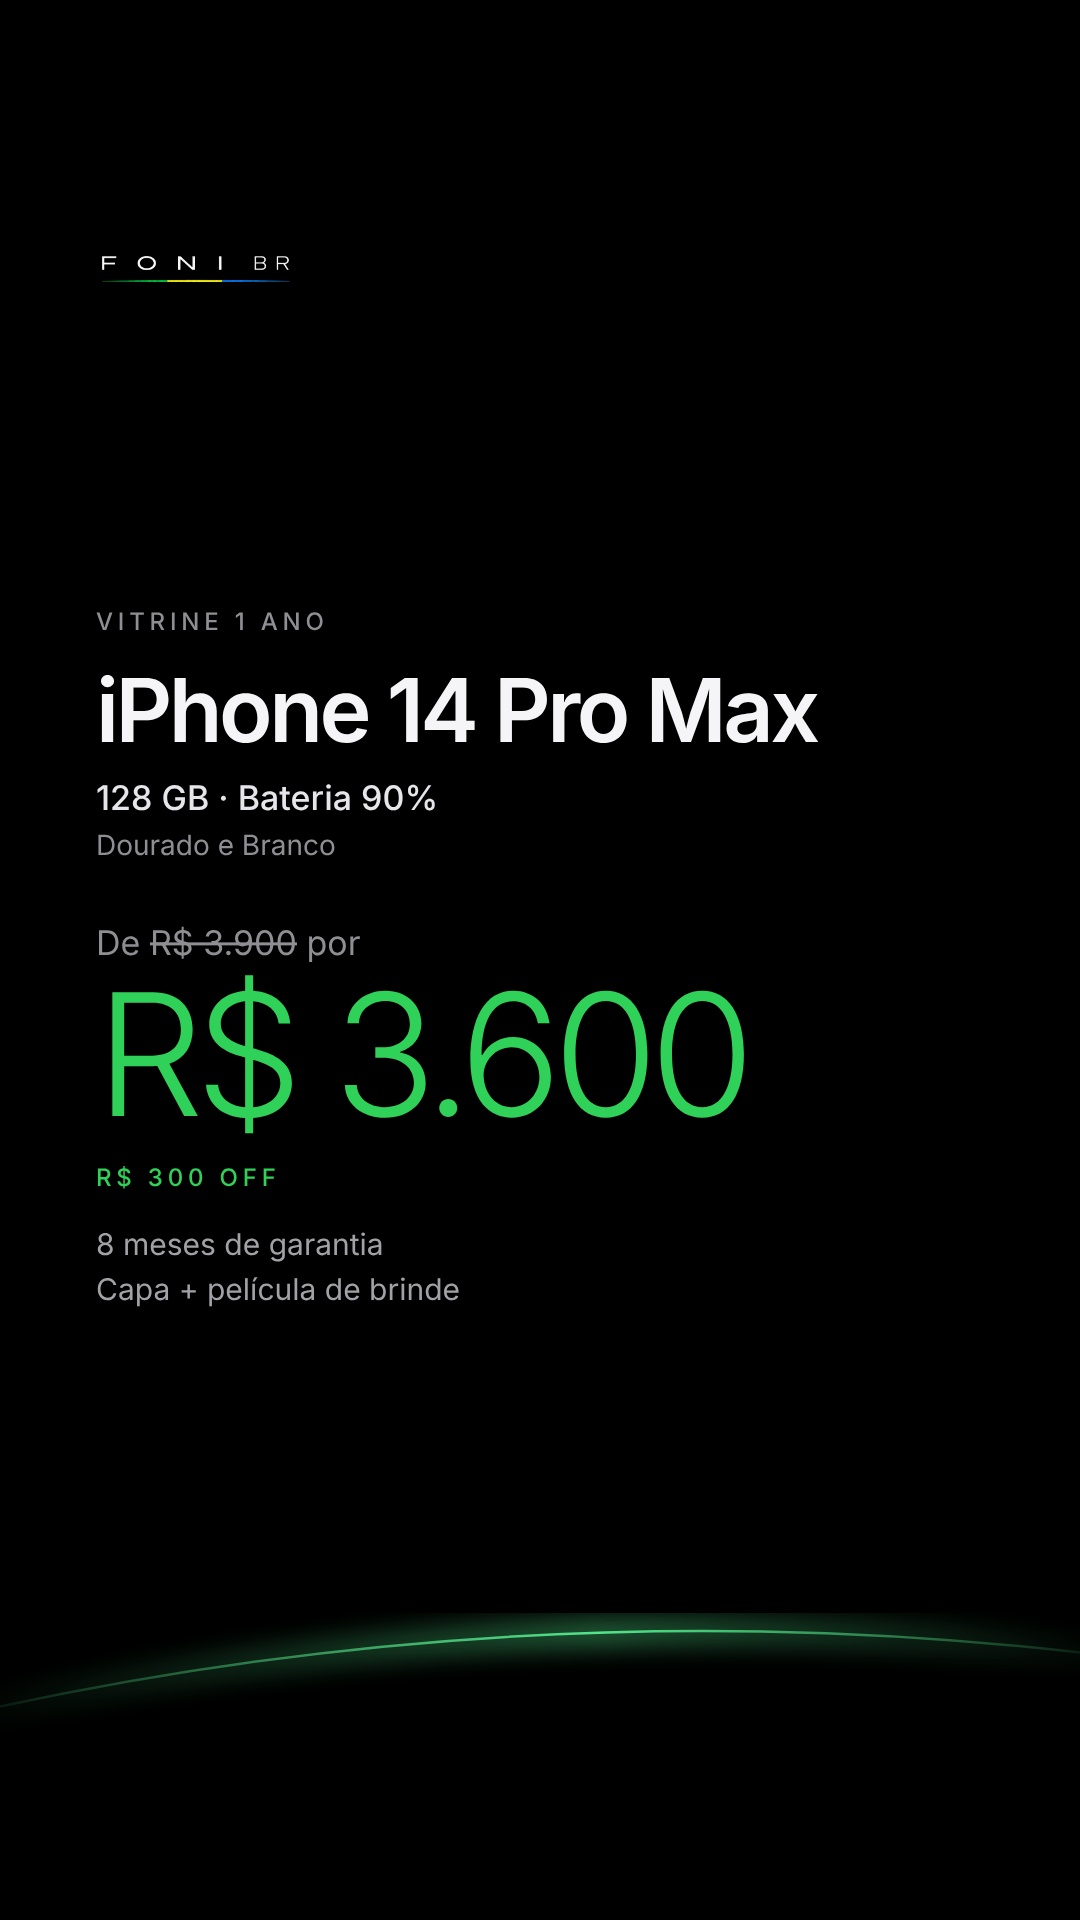 FONI BR
VITRINE 1 ANO
iPhone 14 Pro Max
128 GB · Bateria 90%
Dourado e Branco
De R$ 3.900 por
R$ 3.600
R$ 300 OFF
8 meses de garantia
Capa + película de brinde